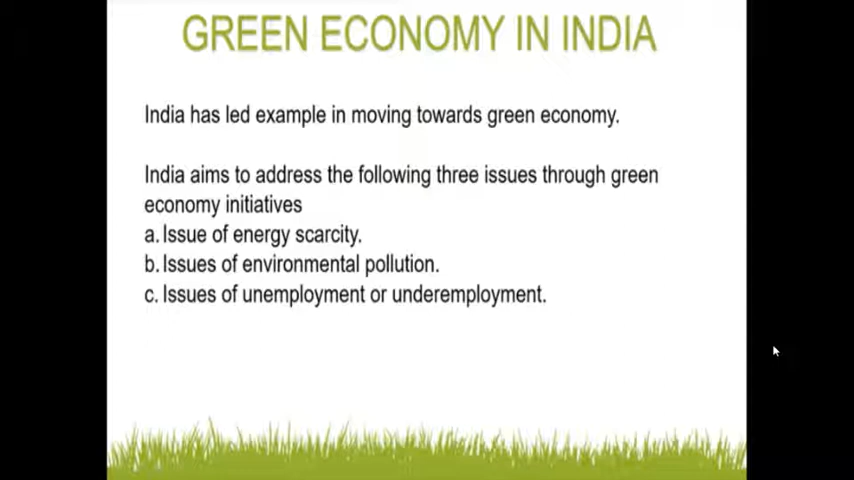 GREEN ECONOMY IN INDIA
India has led example in moving towards green economy.
India aims to address the following three issues through green
economy initiatives
a. Issue of energy scarcity.
b. Issues of environmental pollution.
c. Issues of unemployment or underemployment.